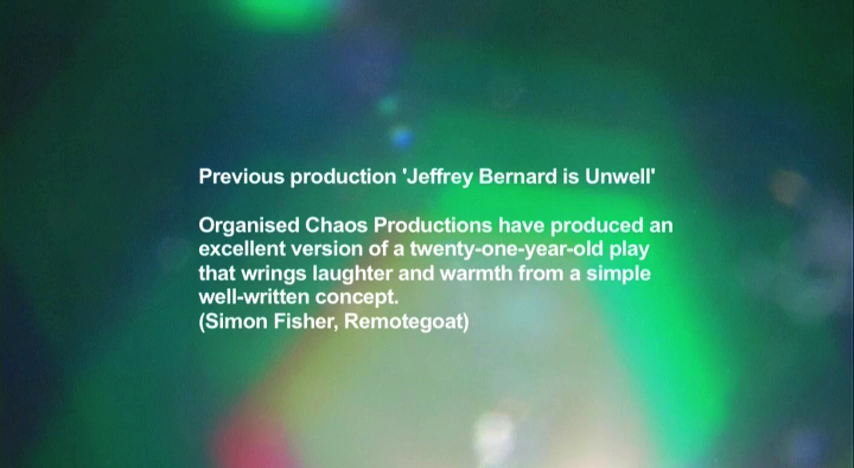 Previous production 'Jeffrey Bernard is Unwell'
Organised Chaos Productions have produced an
excellent version of a twenty-one-year-old play
that wrings laughter and warmth from a simple
well-written concept.
(Simon Fisher, Remotegoat)